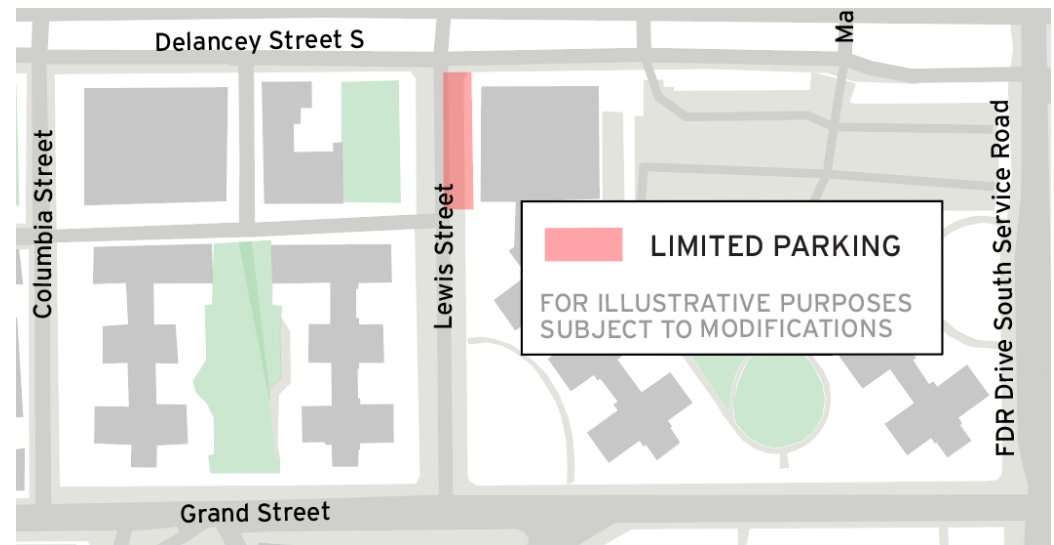 Delancey Street S
Ma
Columbia Street
Lewis Street
FDR Drive South Service Road
LIMITED PARKING
FOR ILLUSTRATIVE PURPOSES
SUBJECT TO MODIFICATIONS
Grand Street